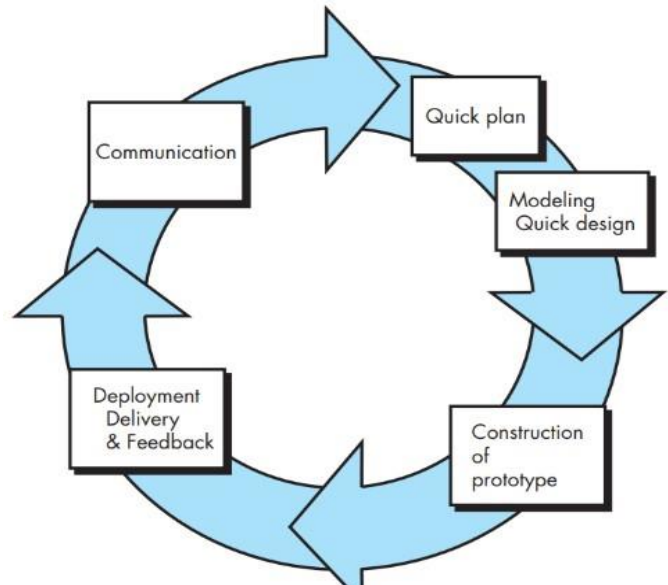 Communication
Quick plan
Modeling
Quick design
Construction
of
prototype
Deployment
Delivery
& Feedback